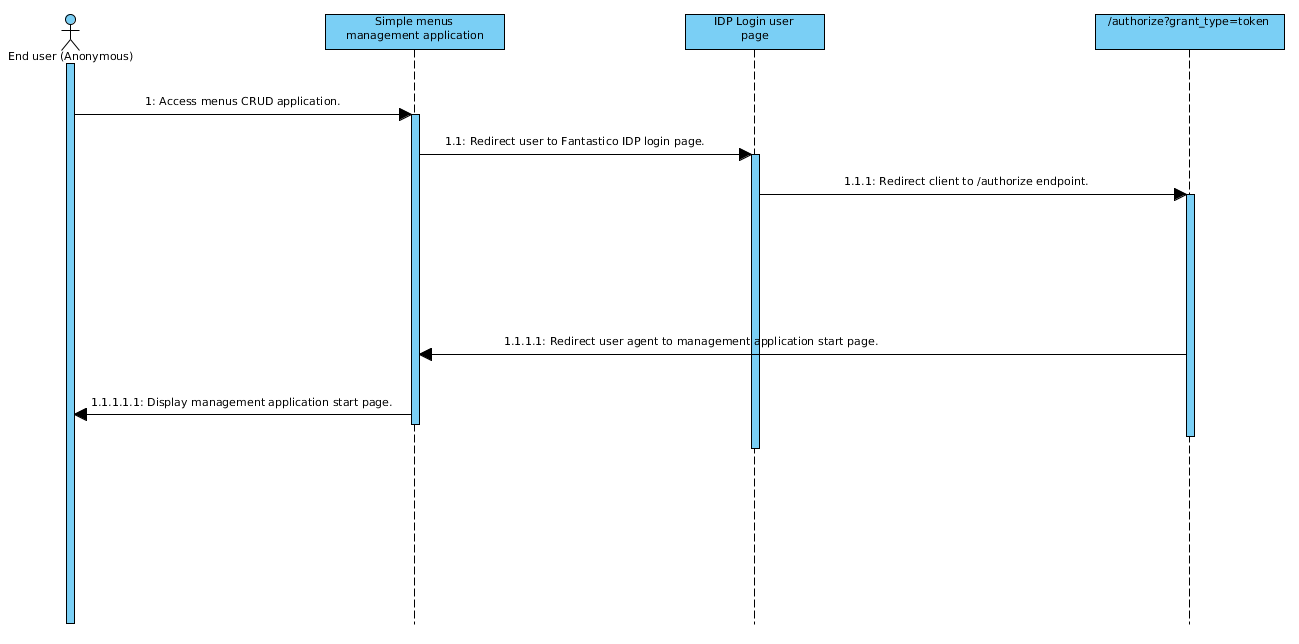 Simple menus
management application
IDP Login user
page
/authorize?grant_type=token
End user (Anonymous)
1: Access menus CRUD application.
1.1: Redirect user to Fantastico IDP login page.
1.1.1: Redirect client to /authorize endpoint.
1.1.1.1: Redirect user agent to management application start page.
1.1.1.1.1: Display management application start page.